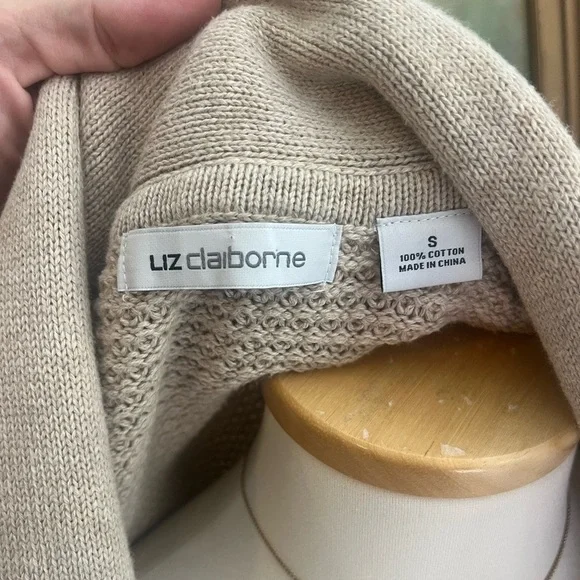 LIZ claiborne
S
100% COTTON
MADE IN CHINA